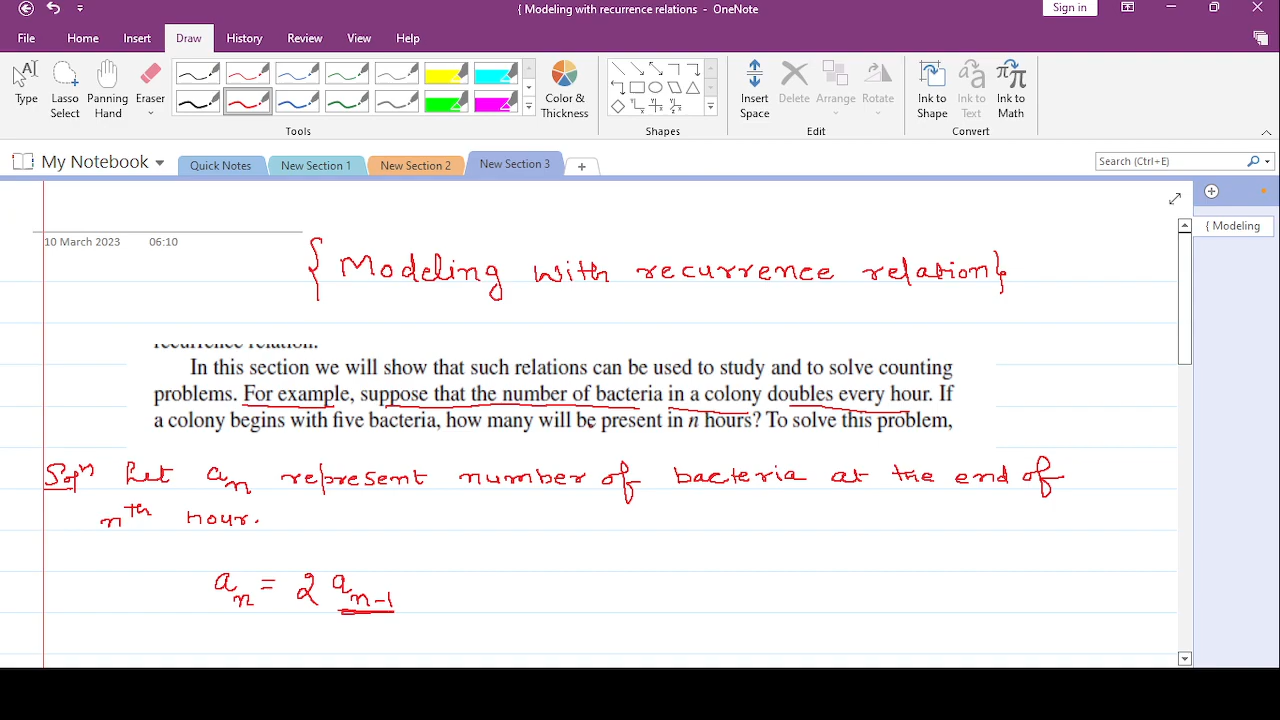 { Modeling with recurrence relations - OneNote
Sign in
File Home Insert Draw History Review View Help
Type Lasso Select Panning Hand Eraser Color & Thickness Insert Space Delete Arrange Rotate Ink to Shape Ink to Text Ink to Math
Tools Shapes Edit Convert
My Notebook Quick Notes New Section 1 New Section 2 New Section 3 Search (Ctrl+E)
{ Modeling
10 March 2023 06:10
{ Modeling with recurrence relation}
recurrence relation.
In this section we will show that such relations can be used to study and to solve counting
problems. For example, suppose that the number of bacteria in a colony doubles every hour. If
a colony begins with five bacteria, how many will be present in n hours? To solve this problem,
Solⁿ Let aₙ represent number of bacteria at the end of
nᵗʰ hour.
aₙ = 2 aₙ₋₁